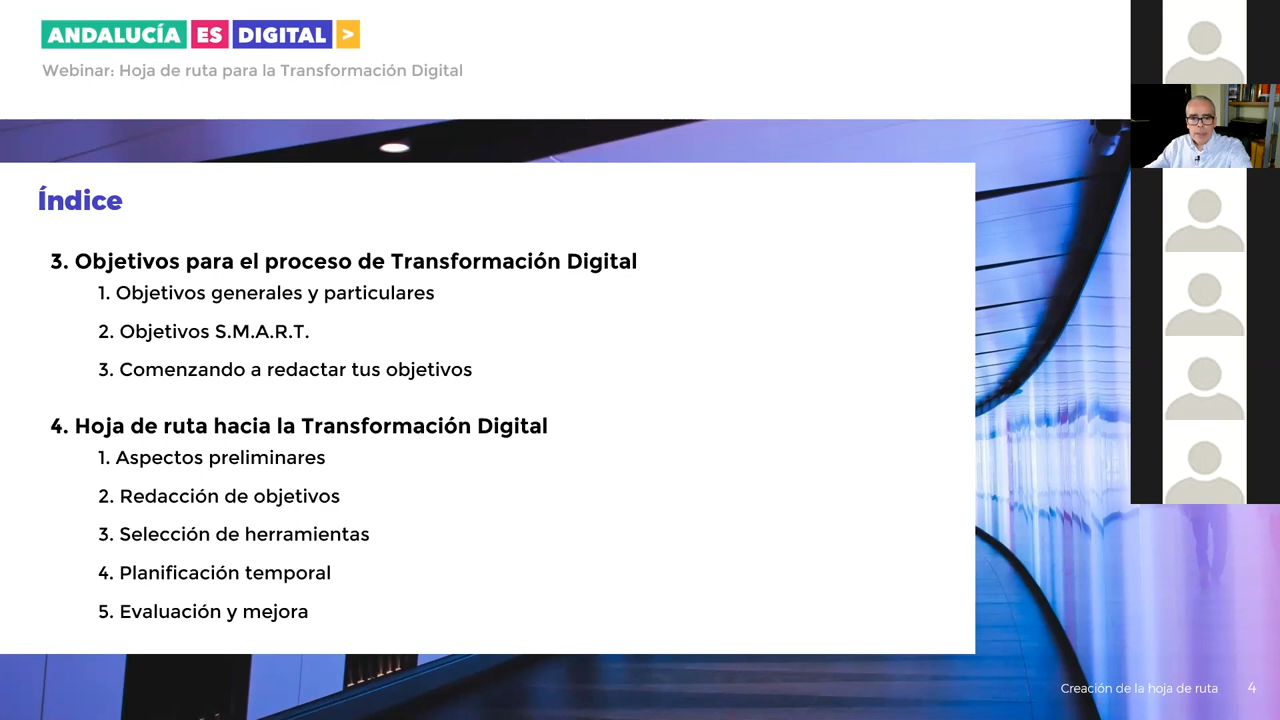 ANDALUCÍA ES DIGITAL >
Webinar: Hoja de ruta para la Transformación Digital
Índice
3. Objetivos para el proceso de Transformación Digital
1. Objetivos generales y particulares
2. Objetivos S.M.A.R.T.
3. Comenzando a redactar tus objetivos
4. Hoja de ruta hacia la Transformación Digital
1. Aspectos preliminares
2. Redacción de objetivos
3. Selección de herramientas
4. Planificación temporal
5. Evaluación y mejora
Creación de la hoja de ruta 4